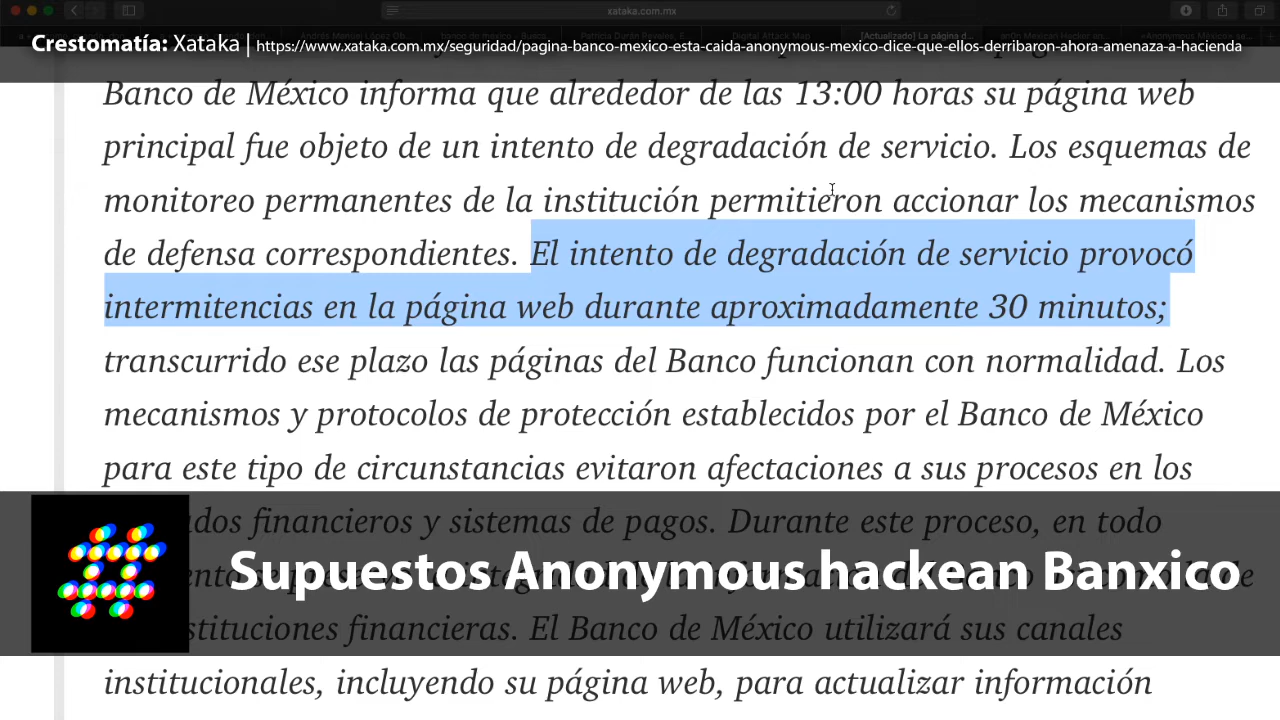 xataka.com.mx
Crestomatía: Xataka | https://www.xataka.com.mx/seguridad/pagina-banco-mexico-esta-caida-anonymous-mexico-dice-que-ellos-derribaron-ahora-amenaza-a-hacienda
Banco de México informa que alrededor de las 13:00 horas su página web
principal fue objeto de un intento de degradación de servicio. Los esquemas de
monitoreo permanentes de la institución permitieron accionar los mecanismos
de defensa correspondientes. El intento de degradación de servicio provocó
intermitencias en la página web durante aproximadamente 30 minutos;
transcurrido ese plazo las páginas del Banco funcionan con normalidad. Los
mecanismos y protocolos de protección establecidos por el Banco de México
para este tipo de circunstancias evitaron afectaciones a sus procesos en los
financieros y sistemas de pagos. Durante este proceso, en todo
Supuestos Anonymous hackean Banxico
financieras. El Banco de México utilizará sus canales
institucionales, incluyendo su página web, para actualizar información